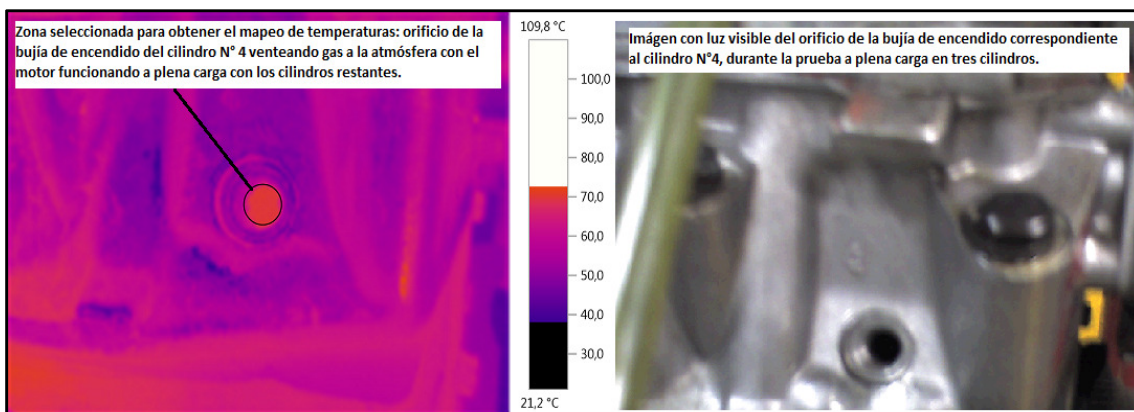 Zona seleccionada para obtener el mapeo de temperaturas: orificio de la
bujía de encendido del cilindro N° 4 venteando gas a la atmósfera con el
motor funcionando a plena carga con los cilindros restantes.
109,8 °C
100,0
90,0
80,0
70,0
60,0
50,0
40,0
30,0
21,2 °C
Imágen con luz visible del orificio de la bujía de encendido correspondiente
al cilindro N°4, durante la prueba a plena carga en tres cilindros.